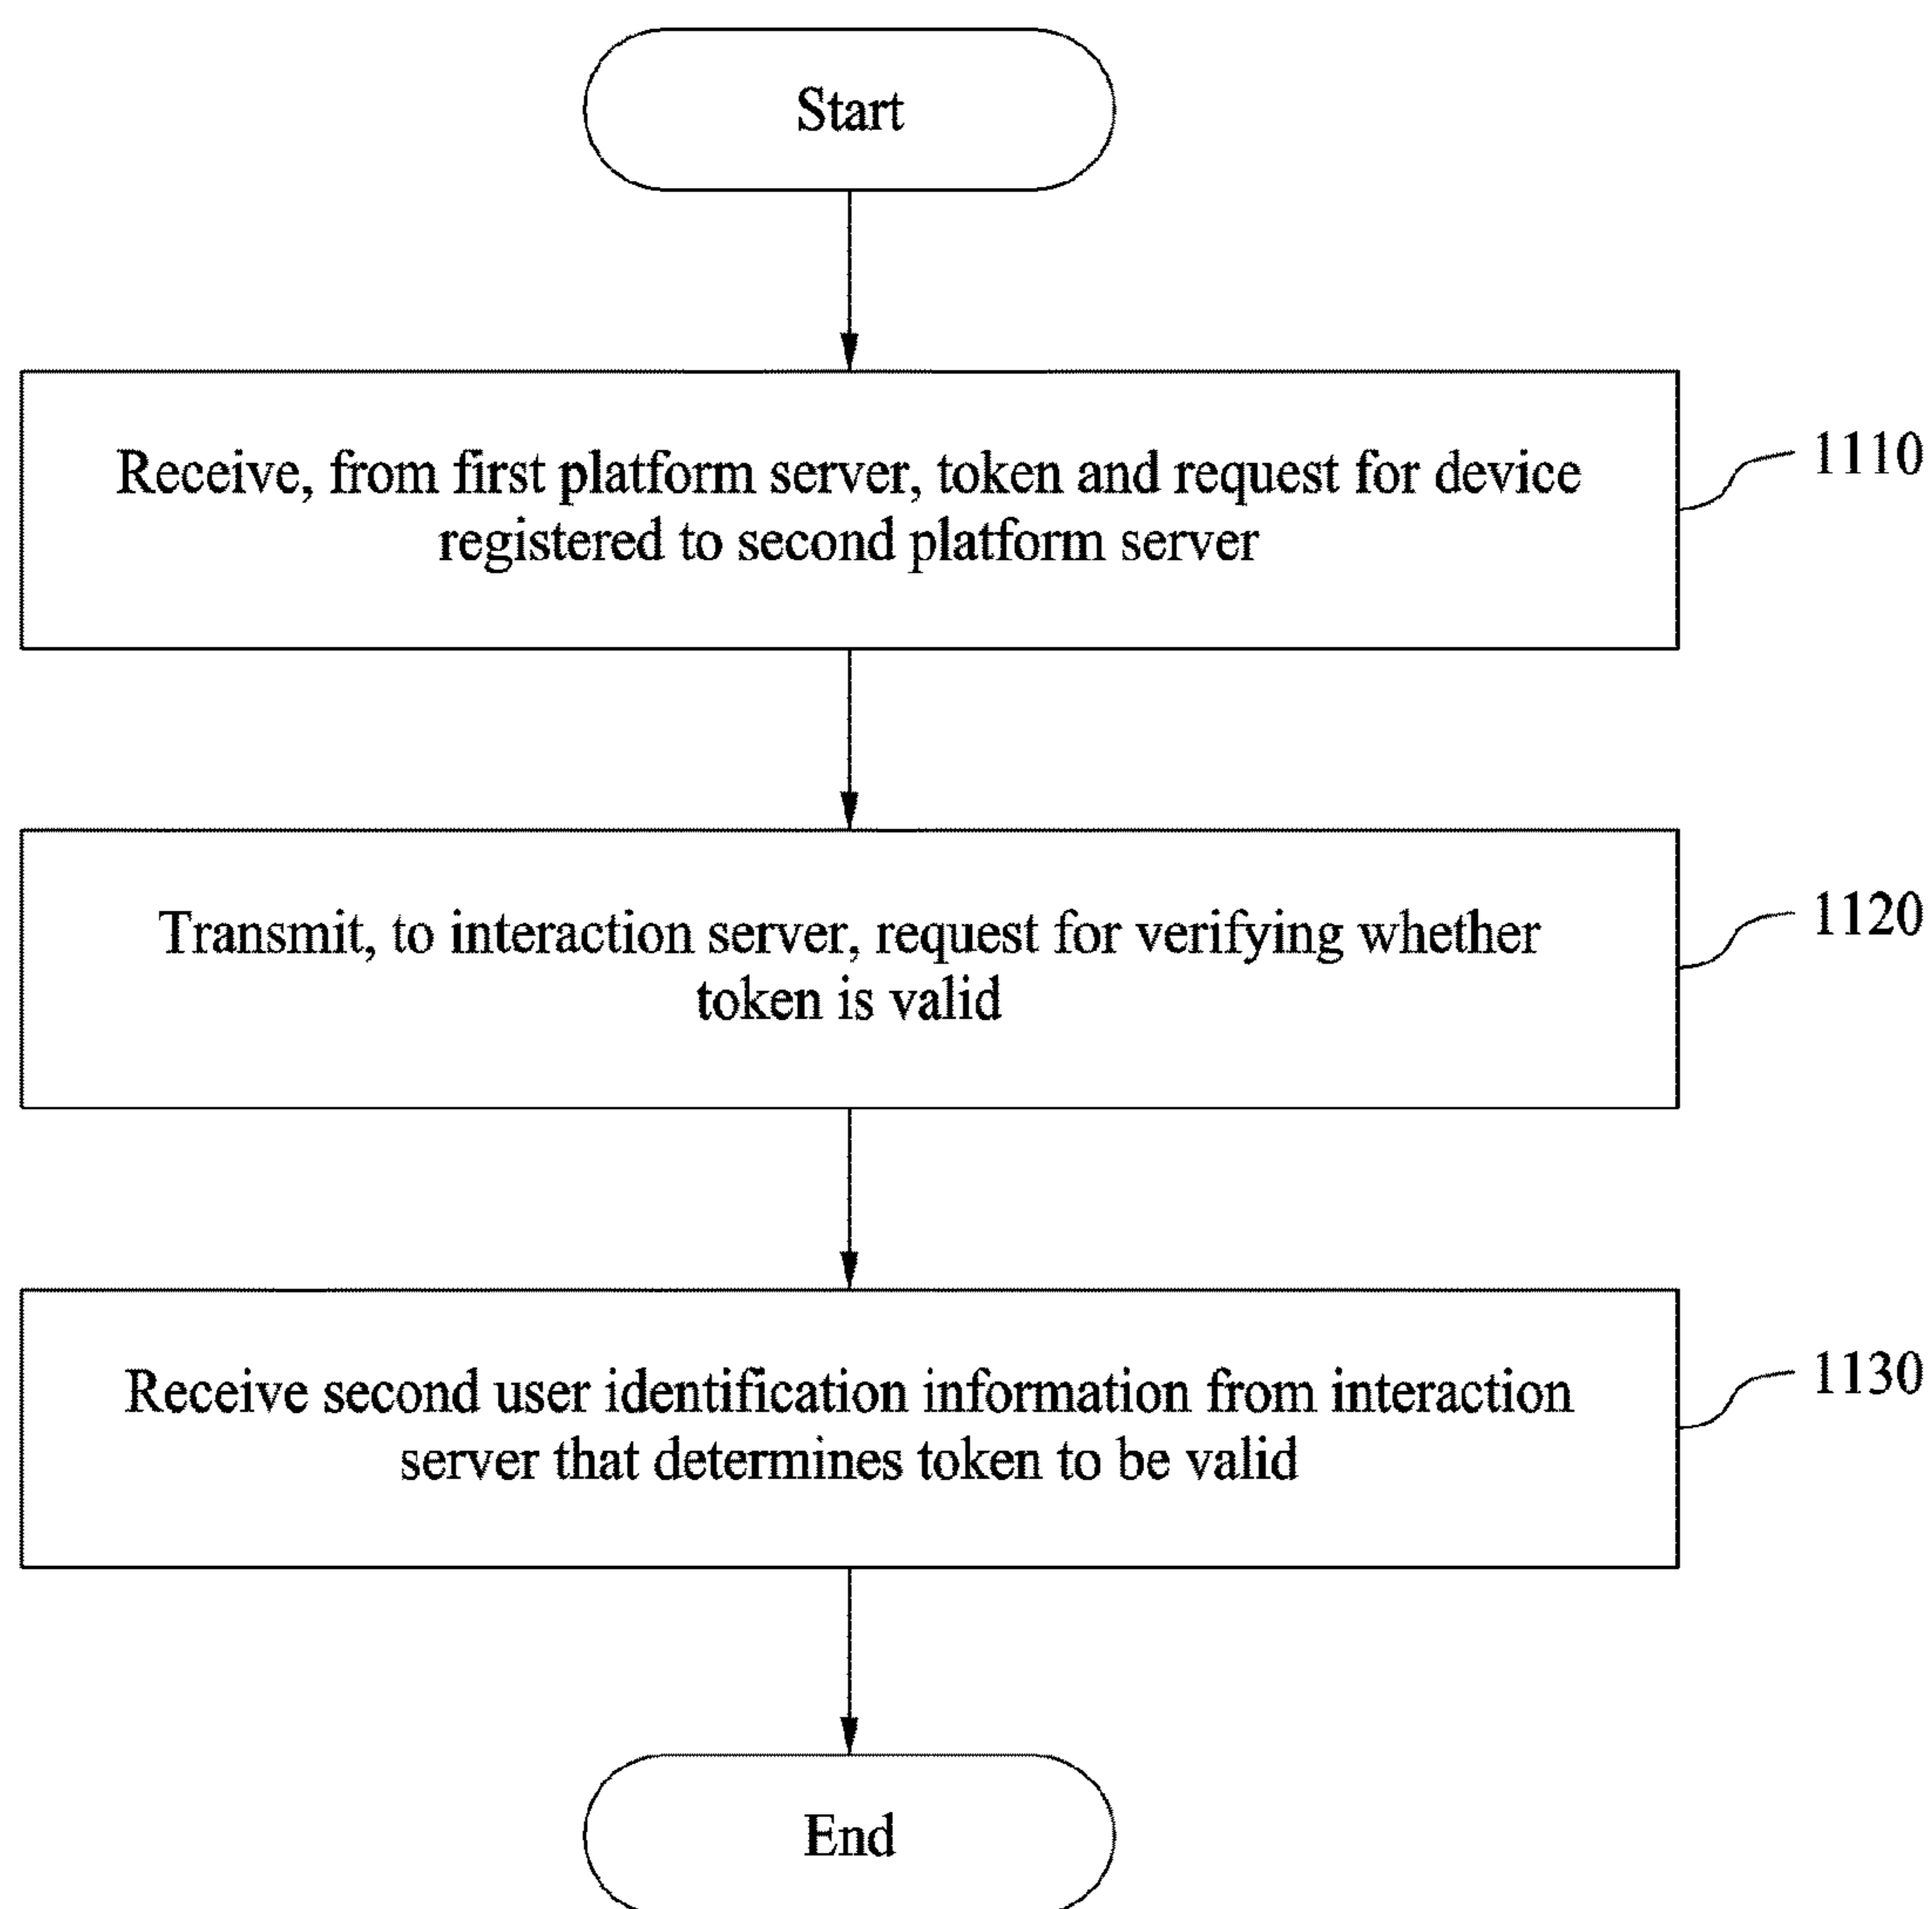 Start
Receive, from first platform server, token and request for device
registered to second platform server
1110
Transmit, to interaction server, request for verifying whether
token is valid
1120
Receive second user identification information from interaction
server that determines token to be valid
1130
End